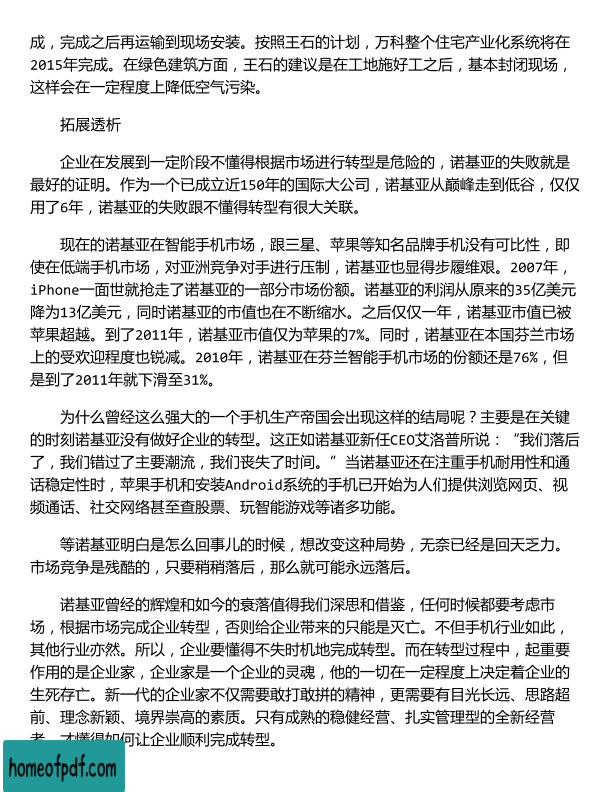 成，完成之后再运输到现场安装。按照王石的计划，万科整个住宅产业化系统将在
2015年完成。在绿色建筑方面，王石的建议是在工地施好工之后，基本封闭现场，
这样会在一定程度上降低空气污染。
拓展透析
企业在发展到一定阶段不懂得根据市场进行转型是危险的，诺基亚的失败就是
最好的证明。作为一个已成立近150年的国际大公司，诺基亚从巅峰走到低谷，仅仅
用了6年，诺基亚的失败跟不懂得转型有很大关联。
现在的诺基亚在智能手机市场，跟三星、苹果等知名品牌手机没有可比性，即
使在低端手机市场，对亚洲竞争对手进行压制，诺基亚也显得步履维艰。2007年，
iPhone一面世就抢走了诺基亚的一部分市场份额。诺基亚的利润从原来的35亿美元
降为13亿美元，同时诺基亚的市值也在不断缩水。之后仅仅一年，诺基亚市值已被
苹果超越。到了2011年，诺基亚市值仅为苹果的7%。同时，诺基亚在本国芬兰市场
上的受欢迎程度也锐减。2010年，诺基亚在芬兰智能手机市场的份额还是76%，但
是到了2011年就下滑至31%。
为什么曾经这么强大的一个手机生产帝国会出现这样的结局呢？主要是在关键
的时刻诺基亚没有做好企业的转型。这正如诺基亚新任CEO艾洛普所说：“我们落后
了，我们错过了主要潮流，我们丧失了时间。”当诺基亚还在注重手机耐用性和通
话稳定性时，苹果手机和安装Android系统的手机已开始为人们提供浏览网页、视
频通话、社交网络甚至查股票、玩智能游戏等诸多功能。
等诺基亚明白是怎么回事儿的时候，想改变这种局势，无奈已经是回天乏力。
市场竞争是残酷的，只要稍稍落后，那么就可能永远落后。
诺基亚曾经的辉煌和如今的衰落值得我们深思和借鉴，任何时候都要考虑市
场，根据市场完成企业转型，否则给企业带来的只能是灭亡。不但手机行业如此，
其他行业亦然。所以，企业要懂得不失时机地完成转型。而在转型过程中，起重要
作用的是企业家，企业家是一个企业的灵魂，他的一切在一定程度上决定着企业的
生死存亡。新一代的企业家不仅需要敢打敢拼的精神，更需要有目光长远、思路超
前、理念新颖、境界崇高的素质。只有成熟的稳健经营、扎实管理型的全新经营
者，才懂得如何让企业顺利完成转型。
homeofpdf.com